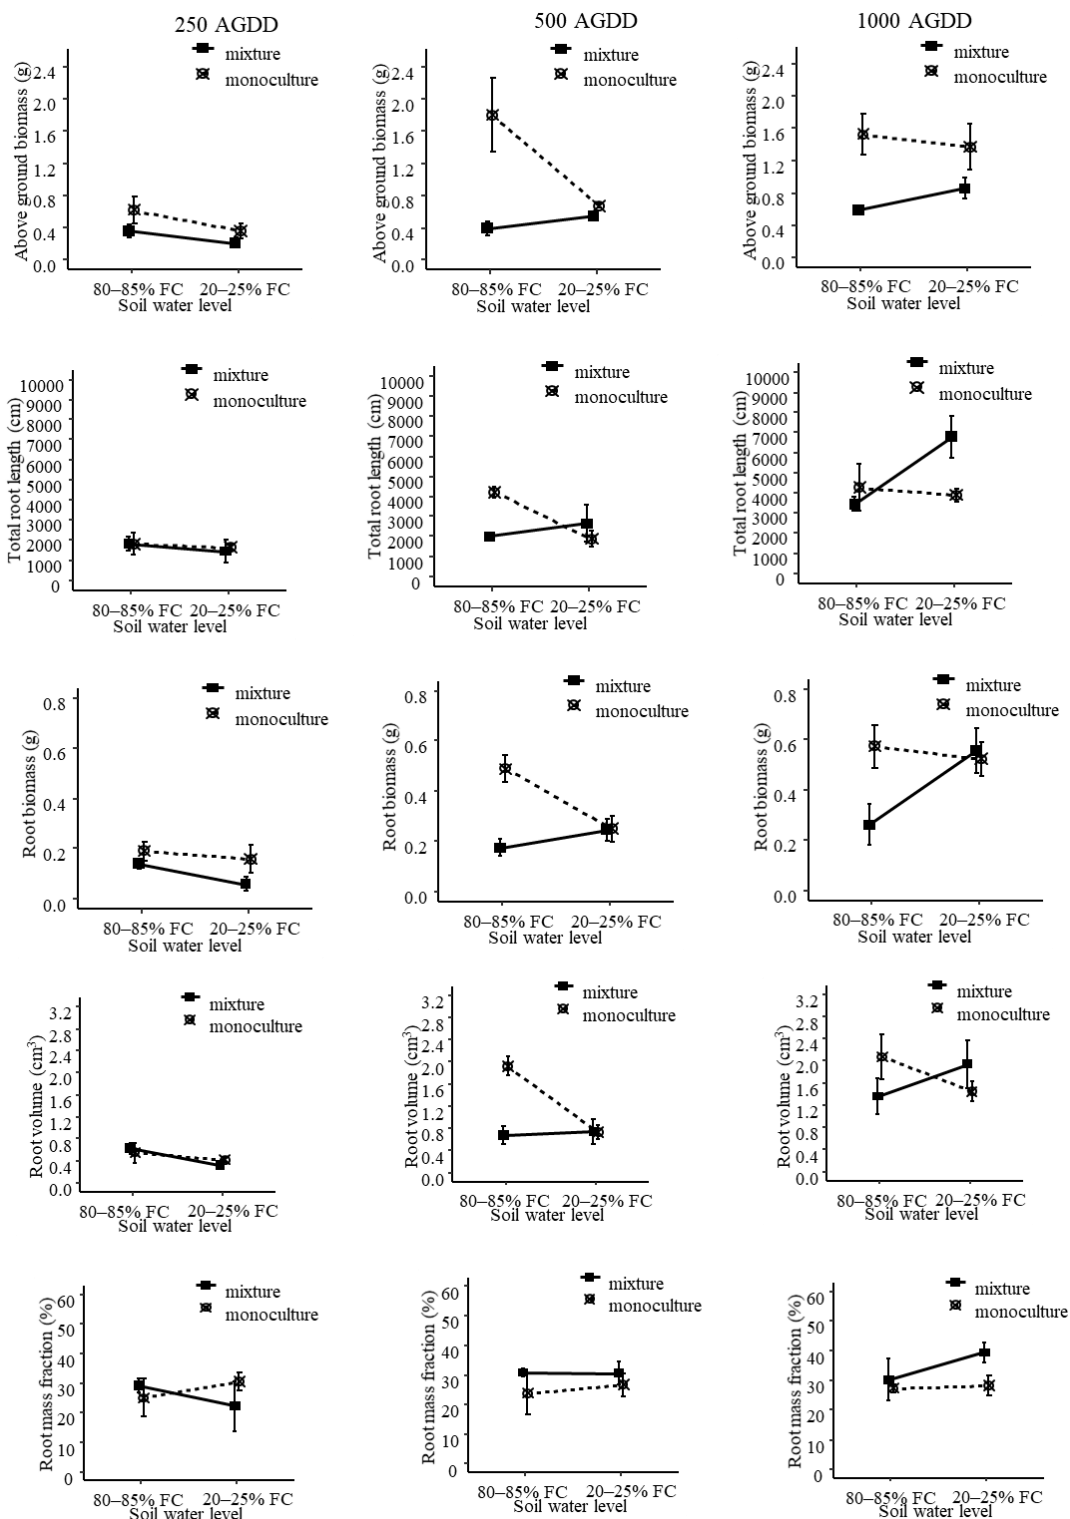 250 AGDD
500 AGDD
1000 AGDD
Above ground biomass (g)
2.4
2.0
1.6
1.2
0.8
0.4
0.0
mixture
monoculture
80–85% FC
20–25% FC
Soil water level
Above ground biomass (g)
2.4
2.0
1.6
1.2
0.8
0.4
0.0
mixture
monoculture
80–85% FC
20–25% FC
Soil water level
Above ground biomass (g)
2.4
2.0
1.6
1.2
0.8
0.4
0.0
mixture
monoculture
80–85% FC
20–25% FC
Soil water level
Total root length (cm)
10000
9000
8000
7000
6000
5000
4000
3000
2000
1000
0
mixture
monoculture
80–85% FC
20–25% FC
Soil water level
Total root length (cm)
10000
9000
8000
7000
6000
5000
4000
3000
2000
1000
0
mixture
monoculture
80–85% FC
20–25% FC
Soil water level
Total root length (cm)
10000
9000
8000
7000
6000
5000
4000
3000
2000
1000
0
mixture
monoculture
80–85% FC
20–25% FC
Soil water level
Root biomass (g)
0.8
0.6
0.4
0.2
0.0
mixture
monoculture
80–85% FC
20–25% FC
Soil water level
Root biomass (g)
0.8
0.6
0.4
0.2
0.0
mixture
monoculture
80–85% FC
20–25% FC
Soil water level
Root biomass (g)
0.8
0.6
0.4
0.2
0.0
mixture
monoculture
80–85% FC
20–25% FC
Soil water level
Root volume (cm³)
3.2
2.8
2.4
2.0
1.6
1.2
0.8
0.4
0.0
mixture
monoculture
80–85% FC
20–25% FC
Soil water level
Root volume (cm³)
3.2
2.8
2.4
2.0
1.6
1.2
0.8
0.4
0.0
mixture
monoculture
80–85% FC
20–25% FC
Soil water level
Root volume (cm³)
3.2
2.8
2.4
2.0
1.6
1.2
0.8
0.4
0.0
mixture
monoculture
80–85% FC
20–25% FC
Soil water level
Root mass fraction (%)
60
50
40
30
20
10
0
mixture
monoculture
80–85% FC
20–25% FC
Soil water level
Root mass fraction (%)
60
50
40
30
20
10
0
mixture
monoculture
80–85% FC
20–25% FC
Soil water level
Root mass fraction (%)
60
50
40
30
20
10
0
mixture
monoculture
80–85% FC
20–25% FC
Soil water level